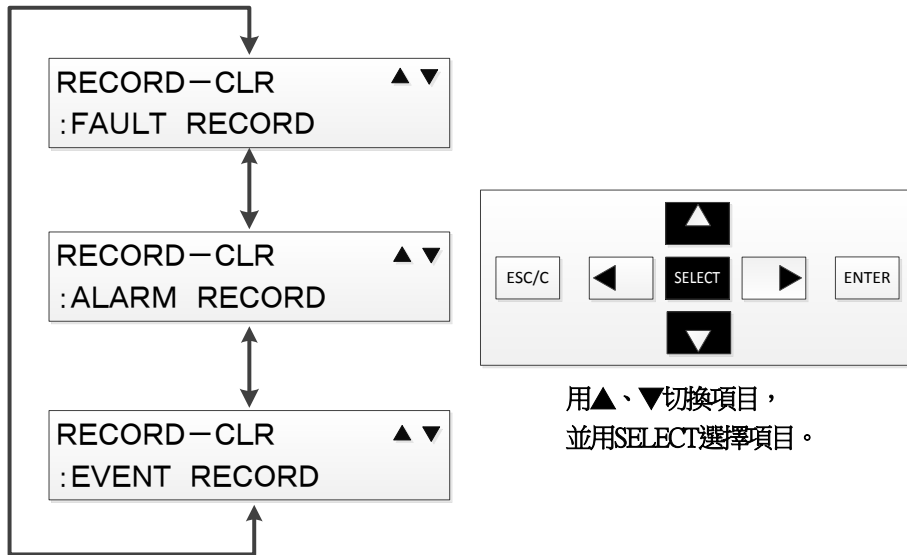 RECORD－CLR ▲ ▼
:FAULT RECORD
RECORD－CLR ▲ ▼
:ALARM RECORD
RECORD－CLR ▲ ▼
:EVENT RECORD
ESC/C ◀ SELECT ▶ ENTER
用▲、▼切換項目，
並用SELECT選擇項目。